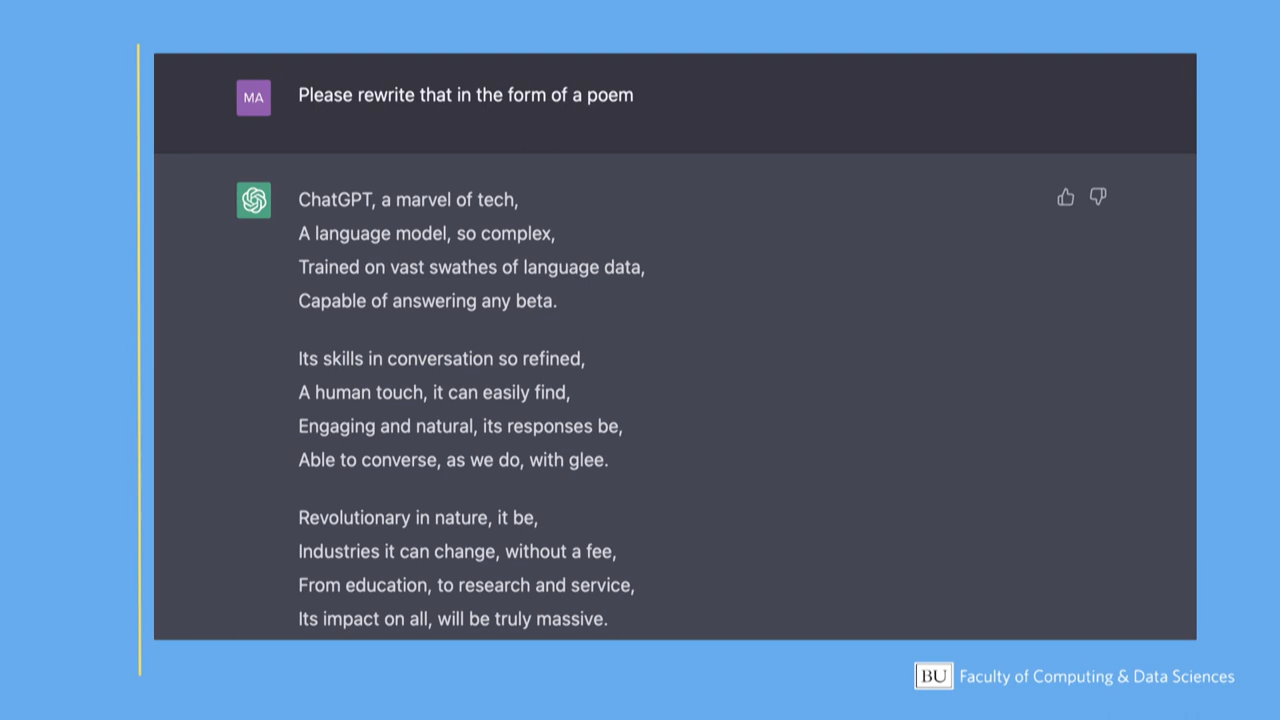 MA
Please rewrite that in the form of a poem
ChatGPT, a marvel of tech,
A language model, so complex,
Trained on vast swathes of language data,
Capable of answering any beta.
Its skills in conversation so refined,
A human touch, it can easily find,
Engaging and natural, its responses be,
Able to converse, as we do, with glee.
Revolutionary in nature, it be,
Industries it can change, without a fee,
From education, to research and service,
Its impact on all, will be truly massive.
BU Faculty of Computing & Data Sciences